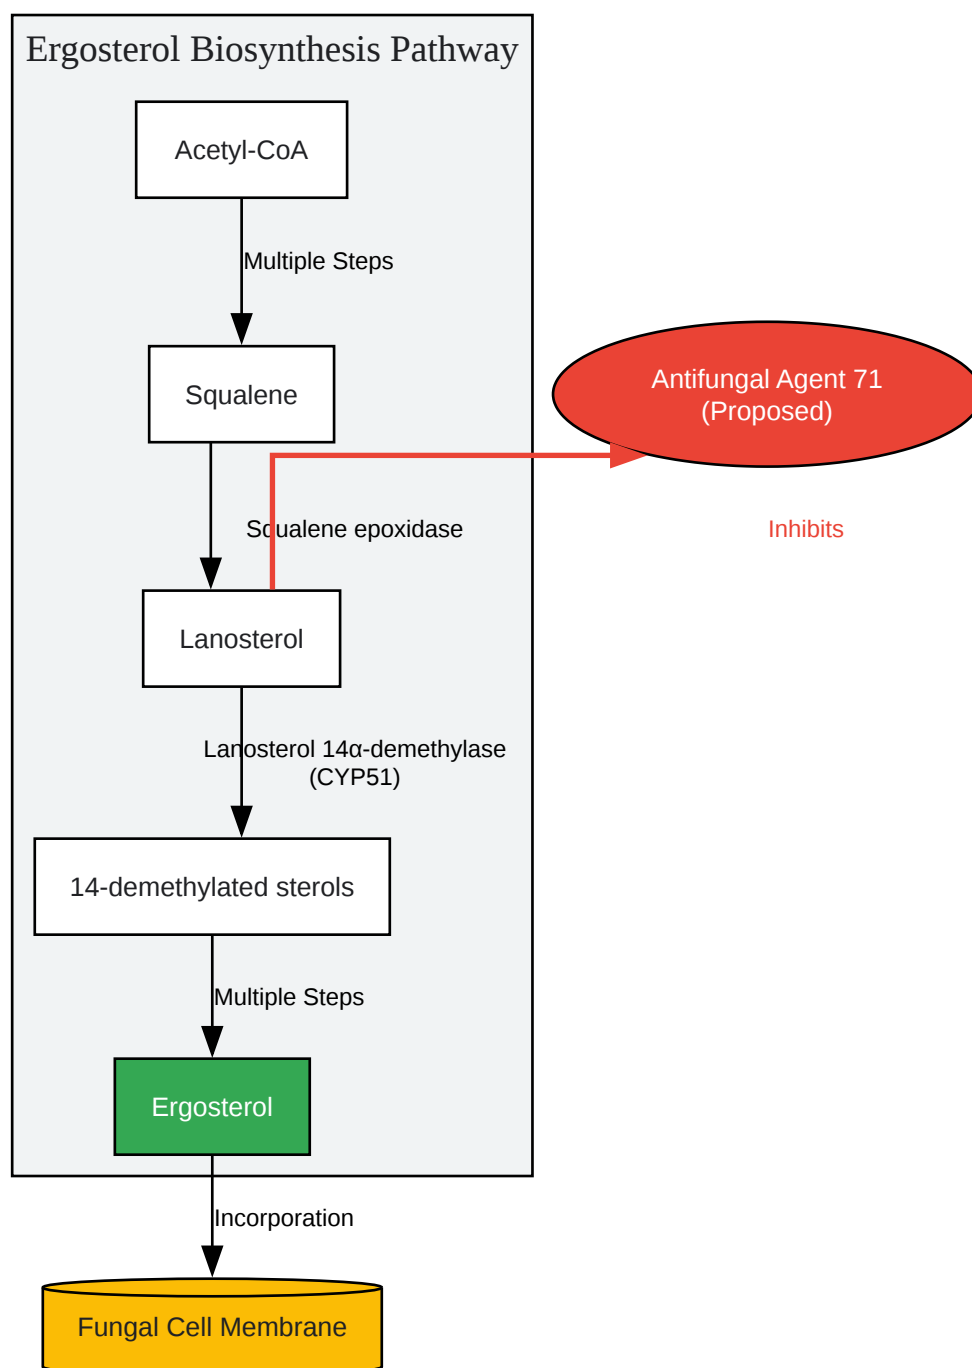 Ergosterol Biosynthesis Pathway
Acetyl-CoA
Multiple Steps
Squalene
Antifungal Agent 71
(Proposed)
Squalene epoxidase
Inhibits
Lanosterol
Lanosterol 14α-demethylase
(CYP51)
14-demethylated sterols
Multiple Steps
Ergosterol
Incorporation
Fungal Cell Membrane